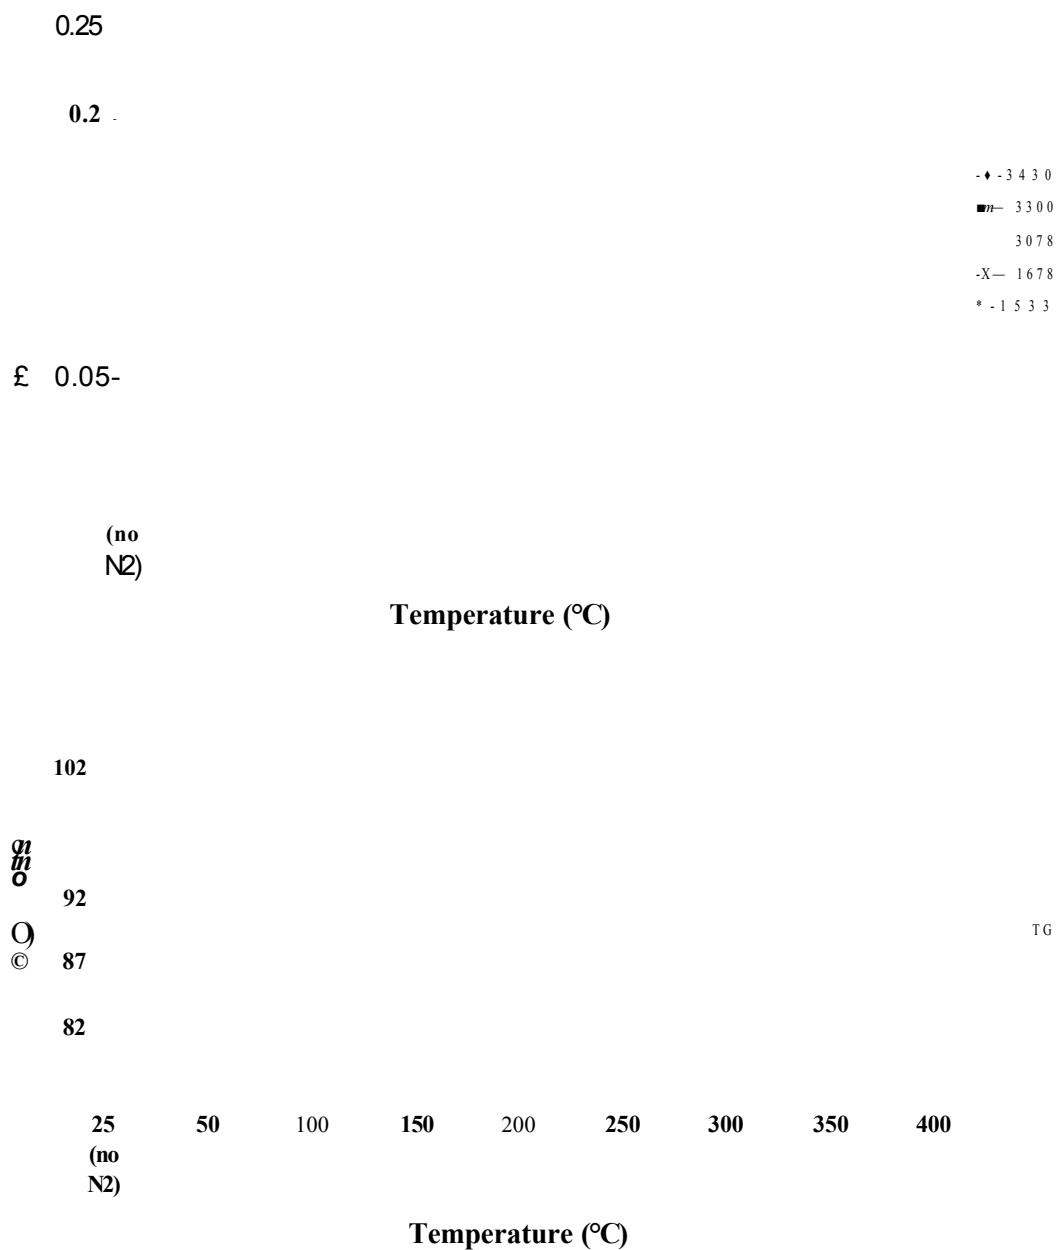 0.25
0.2 -
-♦-3430
■m— 3300
3078
-X— 1678
* -1533
£ 0.05-
(no
N2)
Temperature (°C)
102
92
O)
TG
© 87
82
25 50 100 150 200 250 300 350 400
(no
N2)
Temperature (°C)